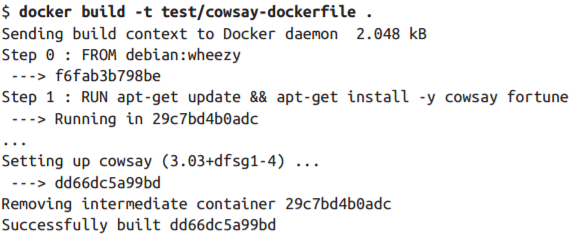 $ docker build -t test/cowsay-dockerfile .
Sending build context to Docker daemon  2.048 kB
Step 0 : FROM debian:wheezy
 ---> f6fab3b798be
Step 1 : RUN apt-get update && apt-get install -y cowsay fortune
 ---> Running in 29c7bd4b0adc
...
Setting up cowsay (3.03+dfsg1-4) ...
 ---> dd66dc5a99bd
Removing intermediate container 29c7bd4b0adc
Successfully built dd66dc5a99bd